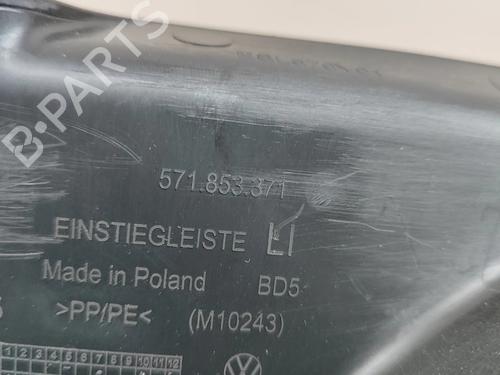 B-PARTS
571.853.371
EINSTIEGLEISTE LI
Made in Poland BD5
>PP/PE< (M10243)
1 2 3 4 5 6 7 8 9 10 11 12